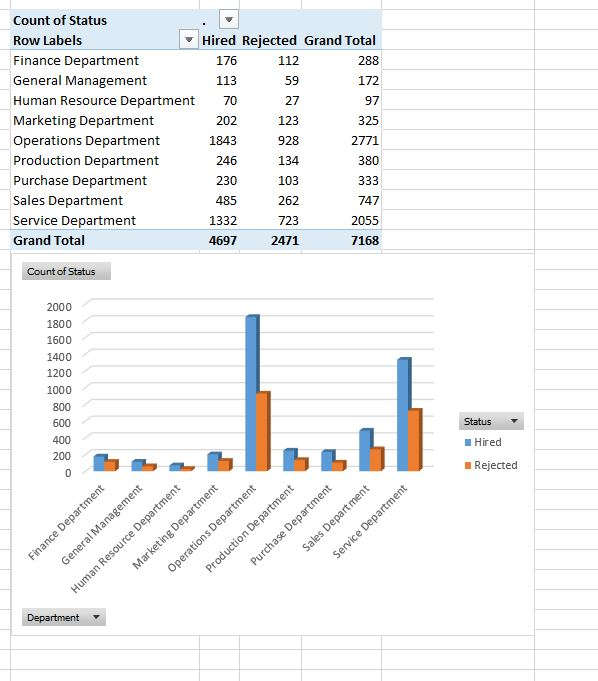 Count of Status .
Row Labels Hired Rejected Grand Total
Finance Department 176 112 288
General Management 113 59 172
Human Resource Department 70 27 97
Marketing Department 202 123 325
Operations Department 1843 928 2771
Production Department 246 134 380
Purchase Department 230 103 333
Sales Department 485 262 747
Service Department 1332 723 2055
Grand Total 4697 2471 7168
Count of Status
2000
1800
1600
1400
1200
1000
800
600
400
200
0
Finance Department
General Management
Human Resource Department
Marketing Department
Operations Department
Production Department
Purchase Department
Sales Department
Service Department
Status
Hired
Rejected
Department